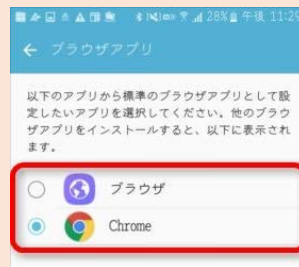 28% 午後 11:29
ブラウザアプリ
以下のアプリから標準のブラウザアプリとして設
定したいアプリを選択してください。他のブラウ
ザアプリをインストールすると、以下に表示され
ます。
ブラウザ
Chrome